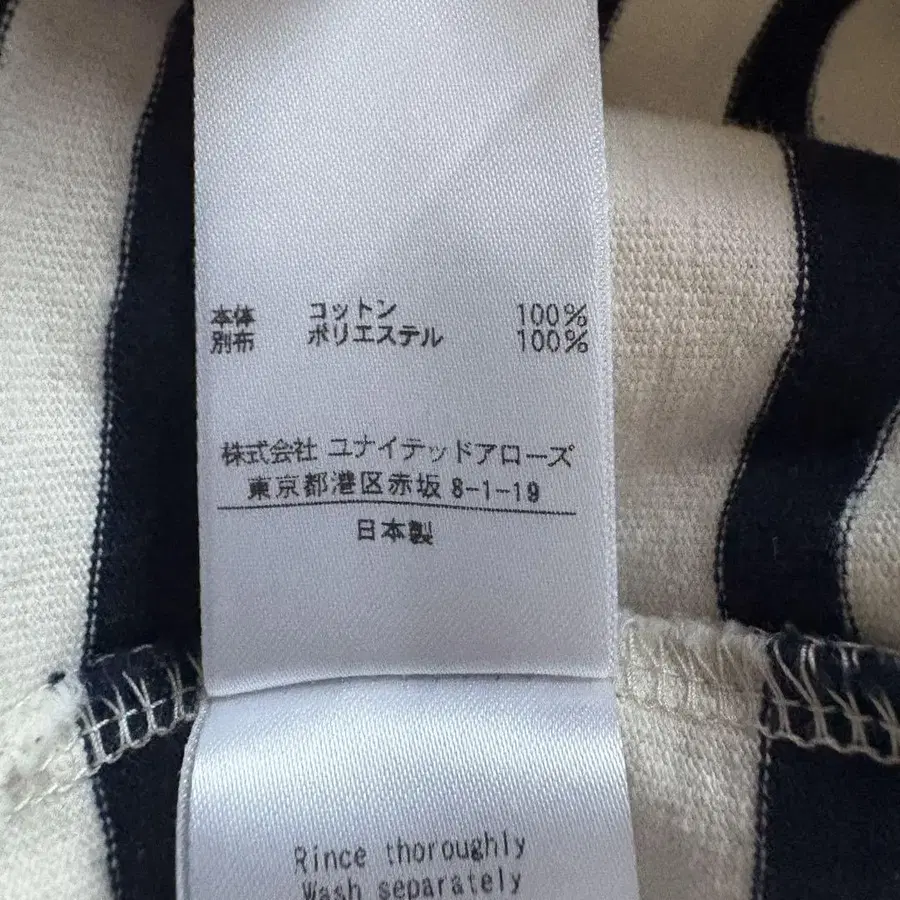 本体 コットン 100%
別布 ポリエステル 100%
株式会社 ユナイテッドアローズ
東京都港区赤坂 8-1-19
日本製
Rince thoroughly
Wash separately